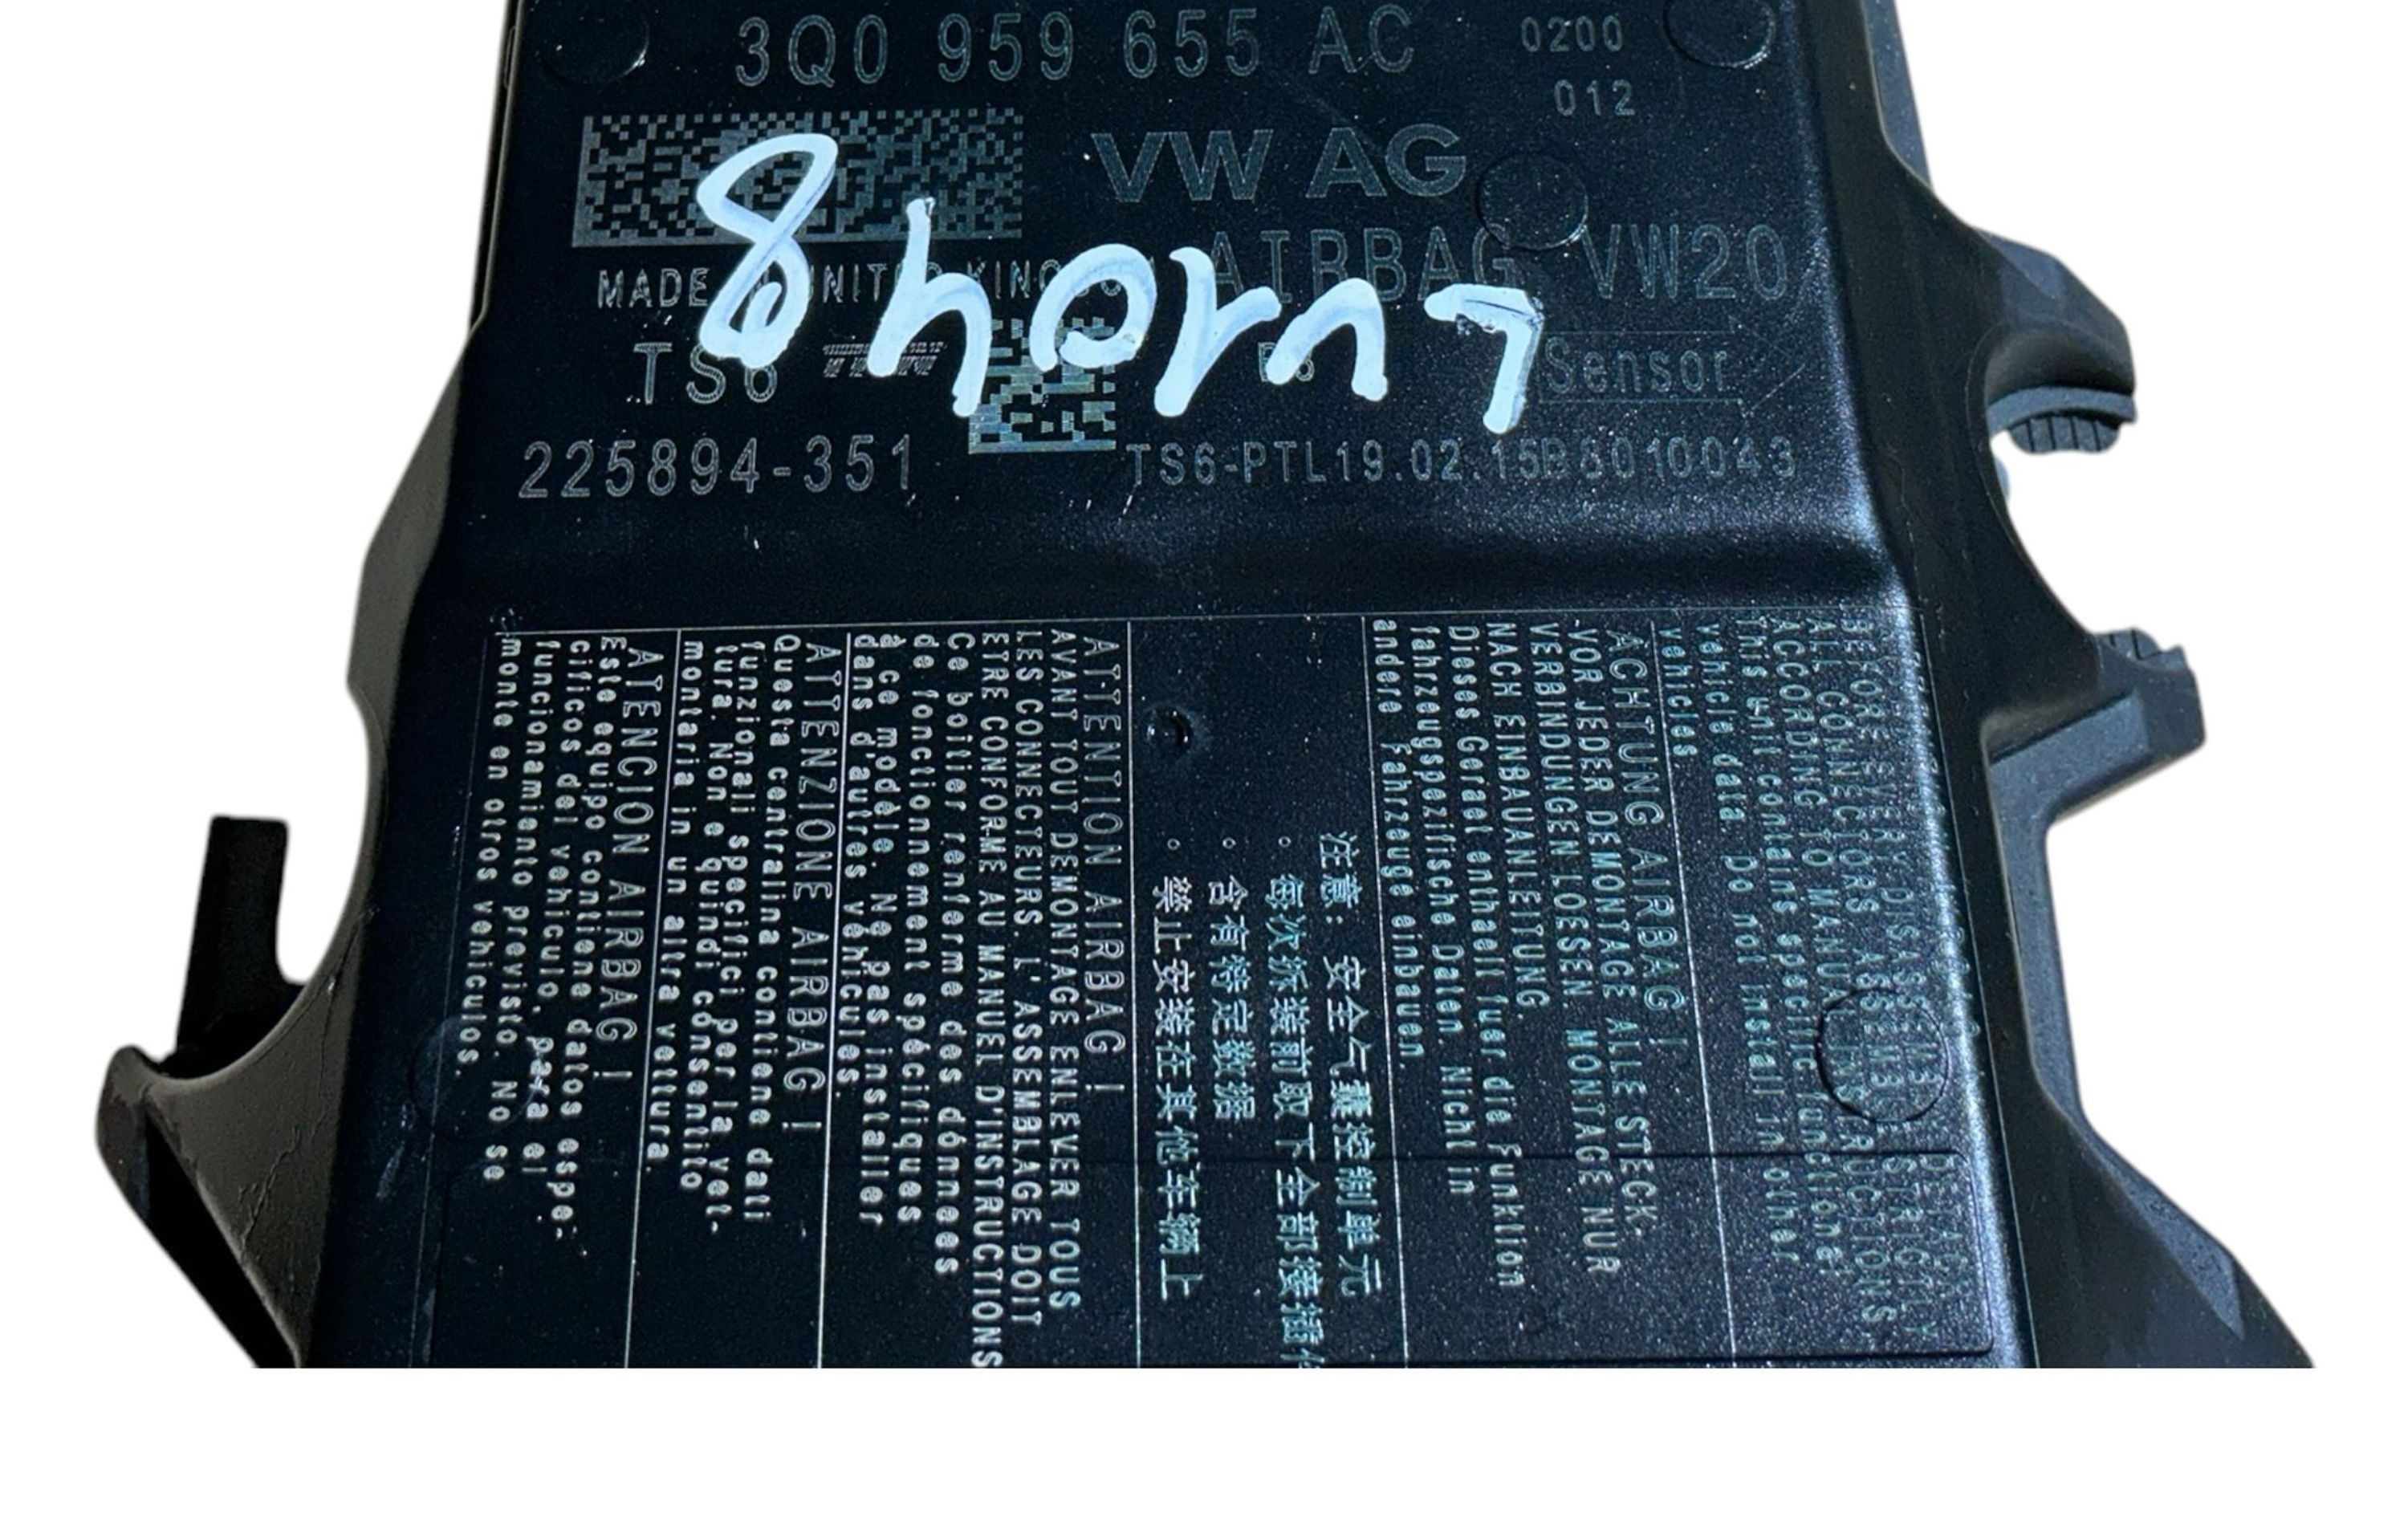 3Q0 959 655 AC 0200
012
VW AG
AIRBAG VW20
MADE UNITED KINGDOM
TS6
Sensor
225894-351
TS6-PTL19.02.15B6010043
BEFORE EVERY
ALL CONNECTORS
ACCORDING TO MANUAL INSTRUCTIONS
This unit contains specific functional
vehicle data. Do not install in other
vehicles
ACHTUNG AIRBAG !
VOR JEDER DEMONTAGE ALLE STECK-
VERBINDUNGEN LOESEN. MONTAGE NUR
NACH EINBAUANLEITUNG.
Dieses Geraet enthaelt fuer die Funktion
fahrzeugspezifische Daten. Nicht in
andere Fahrzeuge einbauen.
注意: 安全气囊控制单元
◦ 每次拆装前取下全部接插件
◦ 含有特定数据
◦ 禁止安装在其他车辆上
ATTENTION AIRBAG !
AVANT TOUT DEMONTAGE ENLEVER TOUS
LES CONNECTEURS. L'ASSEMBLAGE DOIT
ETRE CONFORME AU MANUEL D'INSTRUCTIONS
Ce boîtier renferme des données
de fonctionnement spécifiques
à ce modèle. Ne pas installer
dans d'autres véhicules.
ATTENZIONE AIRBAG !
Questa centralina contiene dati
funzionali specifici per la vet-
tura. Non e quindi consentito
montaria in un altra vettura.
ATENCION AIRBAG !
Este equipo contiene datos espe-
cificos del vehiculo, para el
funcionamiento previsto. No se
monte en otros vehiculos.